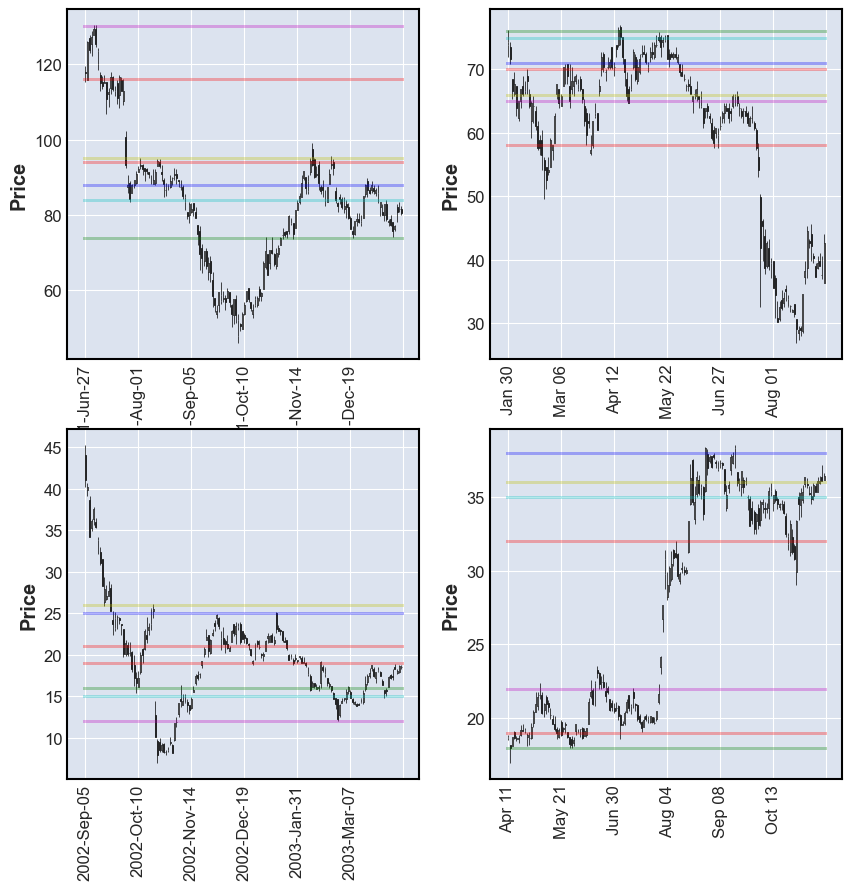 Price
120
100
80
60
1-Jun-27
-Aug-01
-Sep-05
1-Oct-10
-Nov-14
-Dec-19
Price
70
60
50
40
30
Jan 30
Mar 06
Apr 12
May 22
Jun 27
Aug 01
Price
45
40
35
30
25
20
15
10
2002-Sep-05
2002-Oct-10
2002-Nov-14
2002-Dec-19
2003-Jan-31
2003-Mar-07
Price
35
30
25
20
Apr 11
May 21
Jun 30
Aug 04
Sep 08
Oct 13